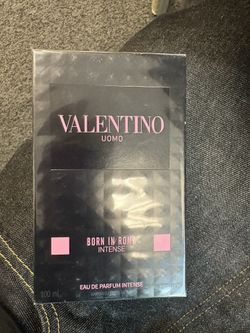 VALENTINO
UOMO
BORN IN ROMA
INTENSE
EAU DE PARFUM INTENSE
100 mL